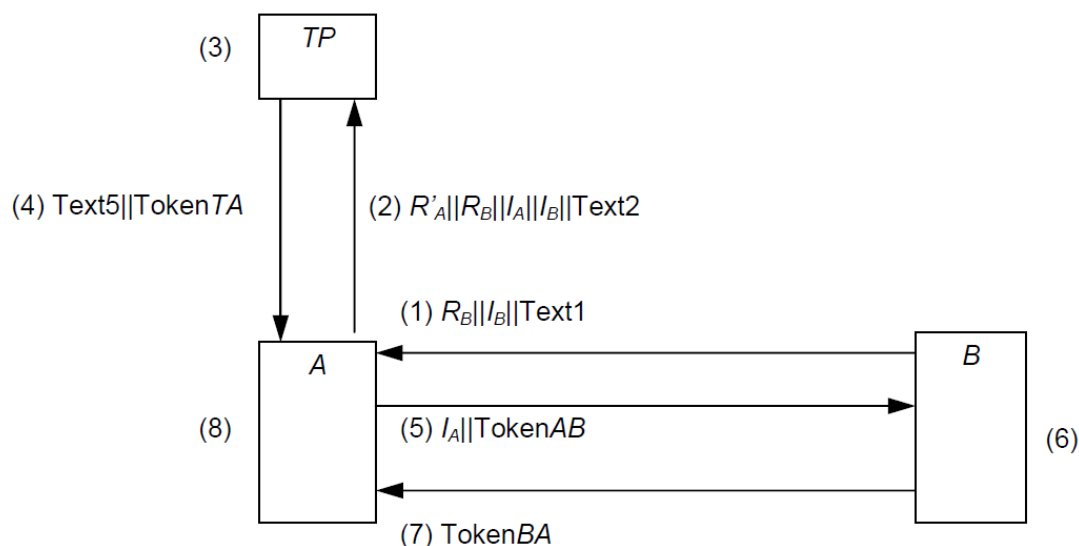 TP
(3)
(4) Text5||TokenTA
(2) R'A||RB||IA||IB||Text2
(1) RB||IB||Text1
A
B
(8)
(5) IA||TokenAB
(6)
(7) TokenBA